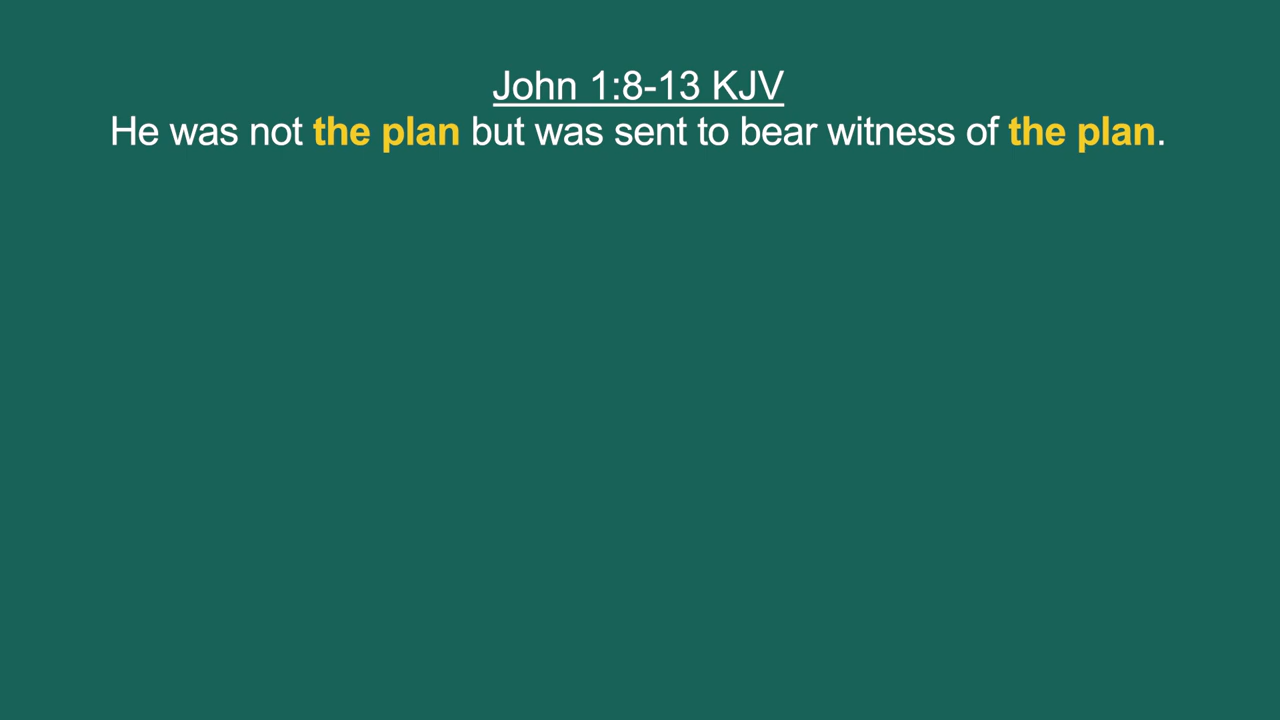 John 1:8-13 KJV
He was not the plan but was sent to bear witness of the plan.